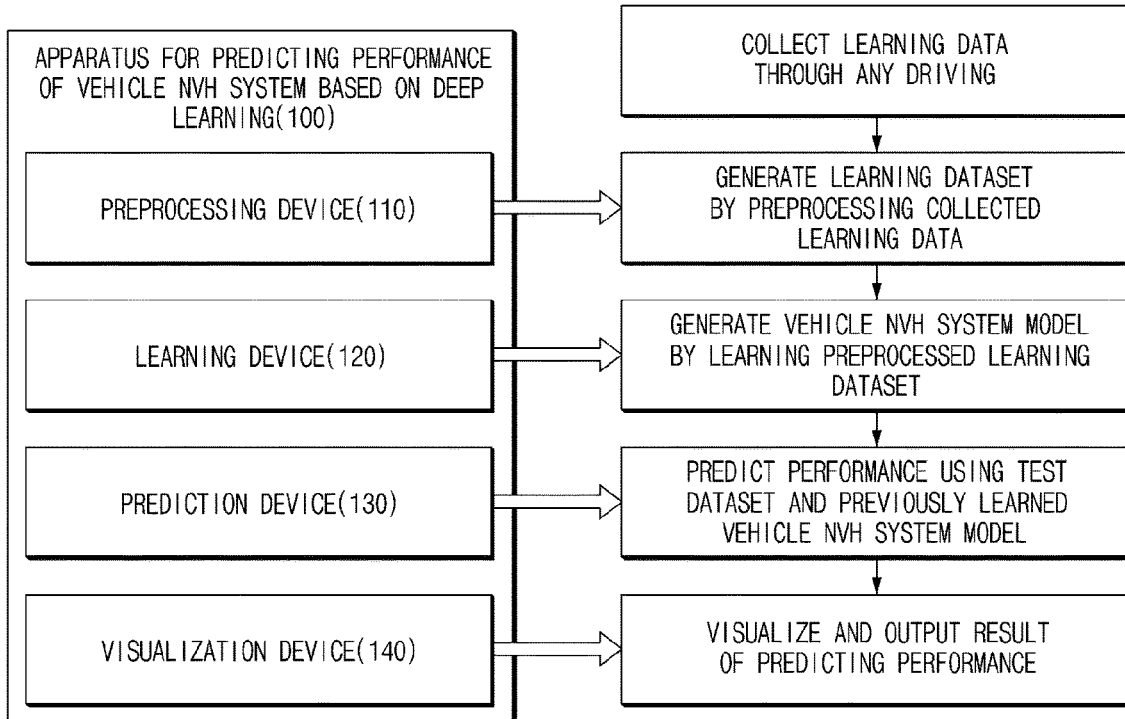 APPARATUS FOR PREDICTING PERFORMANCE
OF VEHICLE NVH SYSTEM BASED ON DEEP
LEARNING(100)
PREPROCESSING DEVICE(110)
LEARNING DEVICE(120)
PREDICTION DEVICE(130)
VISUALIZATION DEVICE(140)
COLLECT LEARNING DATA
THROUGH ANY DRIVING
GENERATE LEARNING DATASET
BY PREPROCESSING COLLECTED
LEARNING DATA
GENERATE VEHICLE NVH SYSTEM MODEL
BY LEARNING PREPROCESSED LEARNING
DATASET
PREDICT PERFORMANCE USING TEST
DATASET AND PREVIOUSLY LEARNED
VEHICLE NVH SYSTEM MODEL
VISUALIZE AND OUTPUT RESULT
OF PREDICTING PERFORMANCE